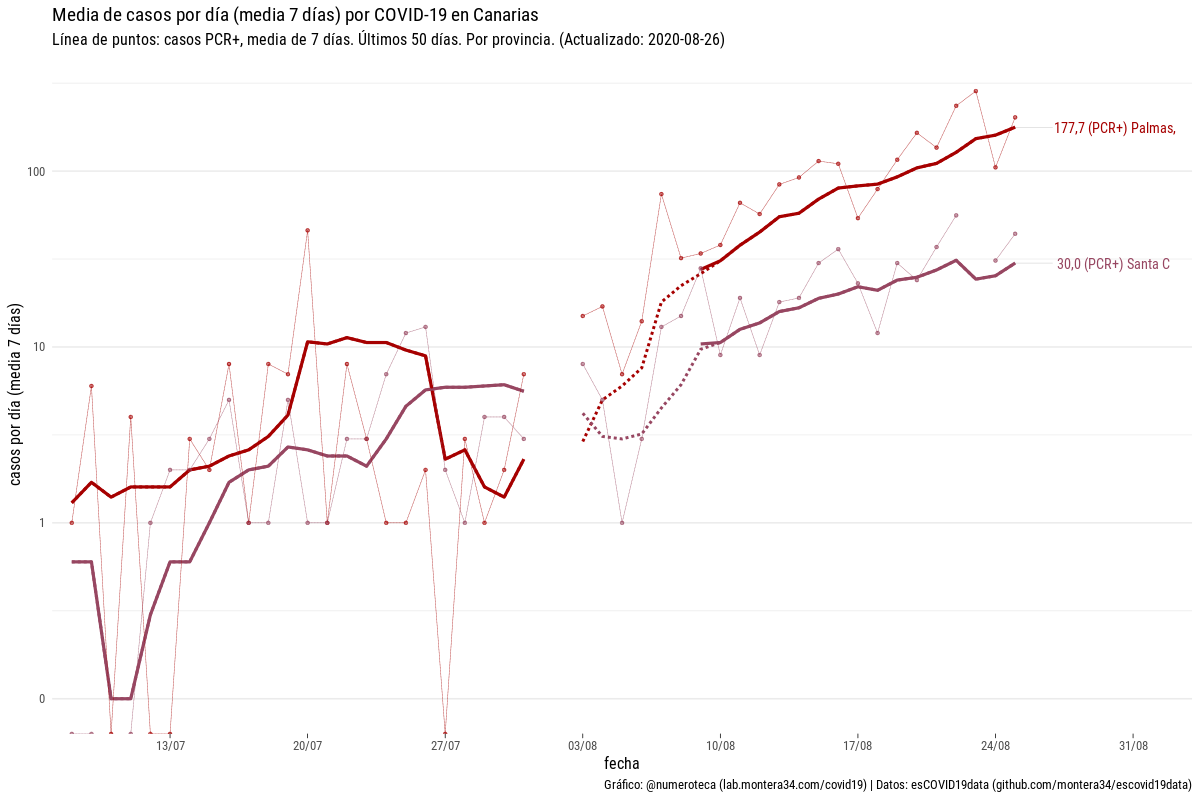 Media de casos por día (media 7 días) por COVID-19 en Canarias
Línea de puntos: casos PCR+, media de 7 días. Últimos 50 días. Por provincia. (Actualizado: 2020-08-26)
177,7 (PCR+) Palmas,
100
30,0 (PCR+) Santa C
casos por día (media 7 días)
10
1
0
13/07 20/07 27/07 03/08 10/08 17/08 24/08 31/08
fecha
Gráfico: @numeroteca (lab.montera34.com/covid19) | Datos: esCOVID19data (github.com/montera34/escovid19data)